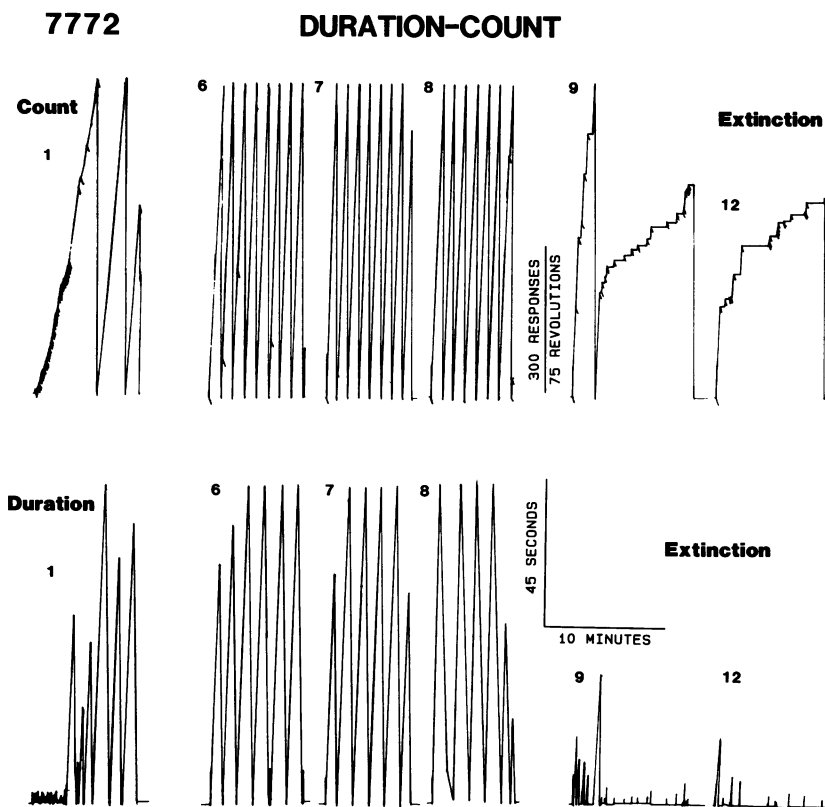 7772 DURATION-COUNT
Count
1
6
7
8
9
Extinction
12
300 RESPONSES
75 REVOLUTIONS
Duration
1
6
7
8
45 SECONDS
10 MINUTES
Extinction
9
12